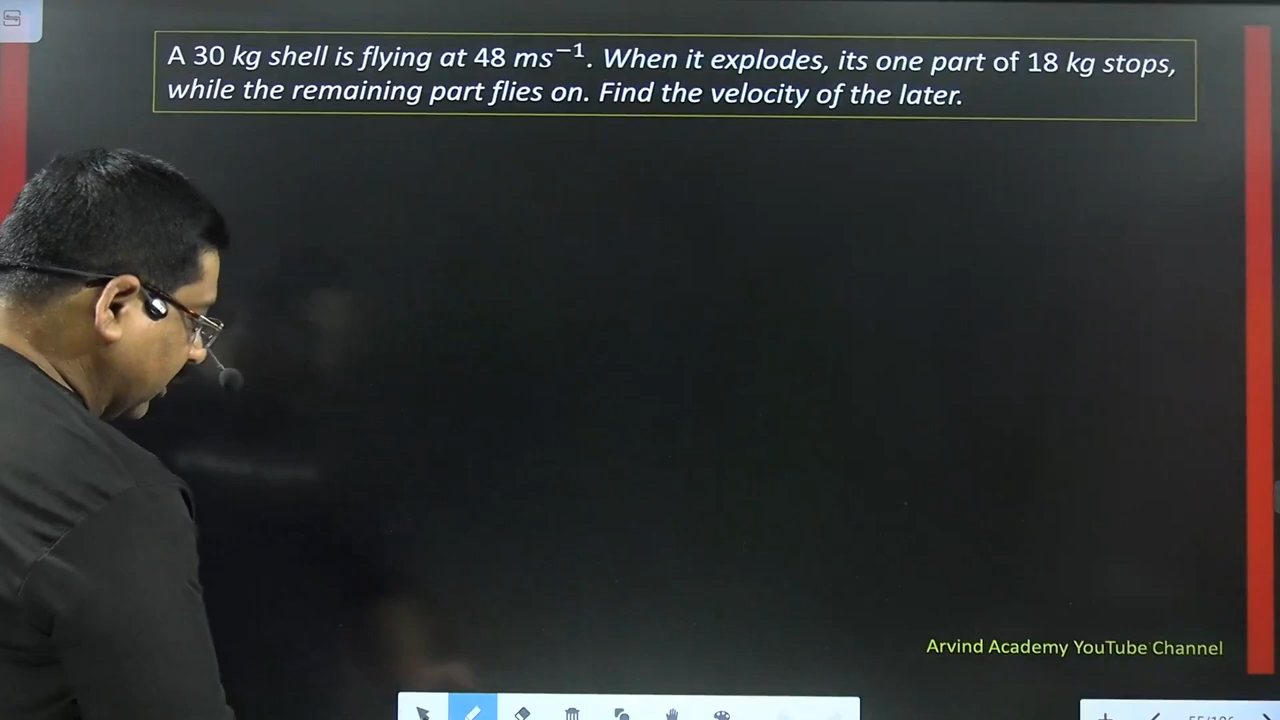 A 30 kg shell is flying at 48 ms⁻¹. When it explodes, its one part of 18 kg stops,
while the remaining part flies on. Find the velocity of the later.
Arvind Academy YouTube Channel